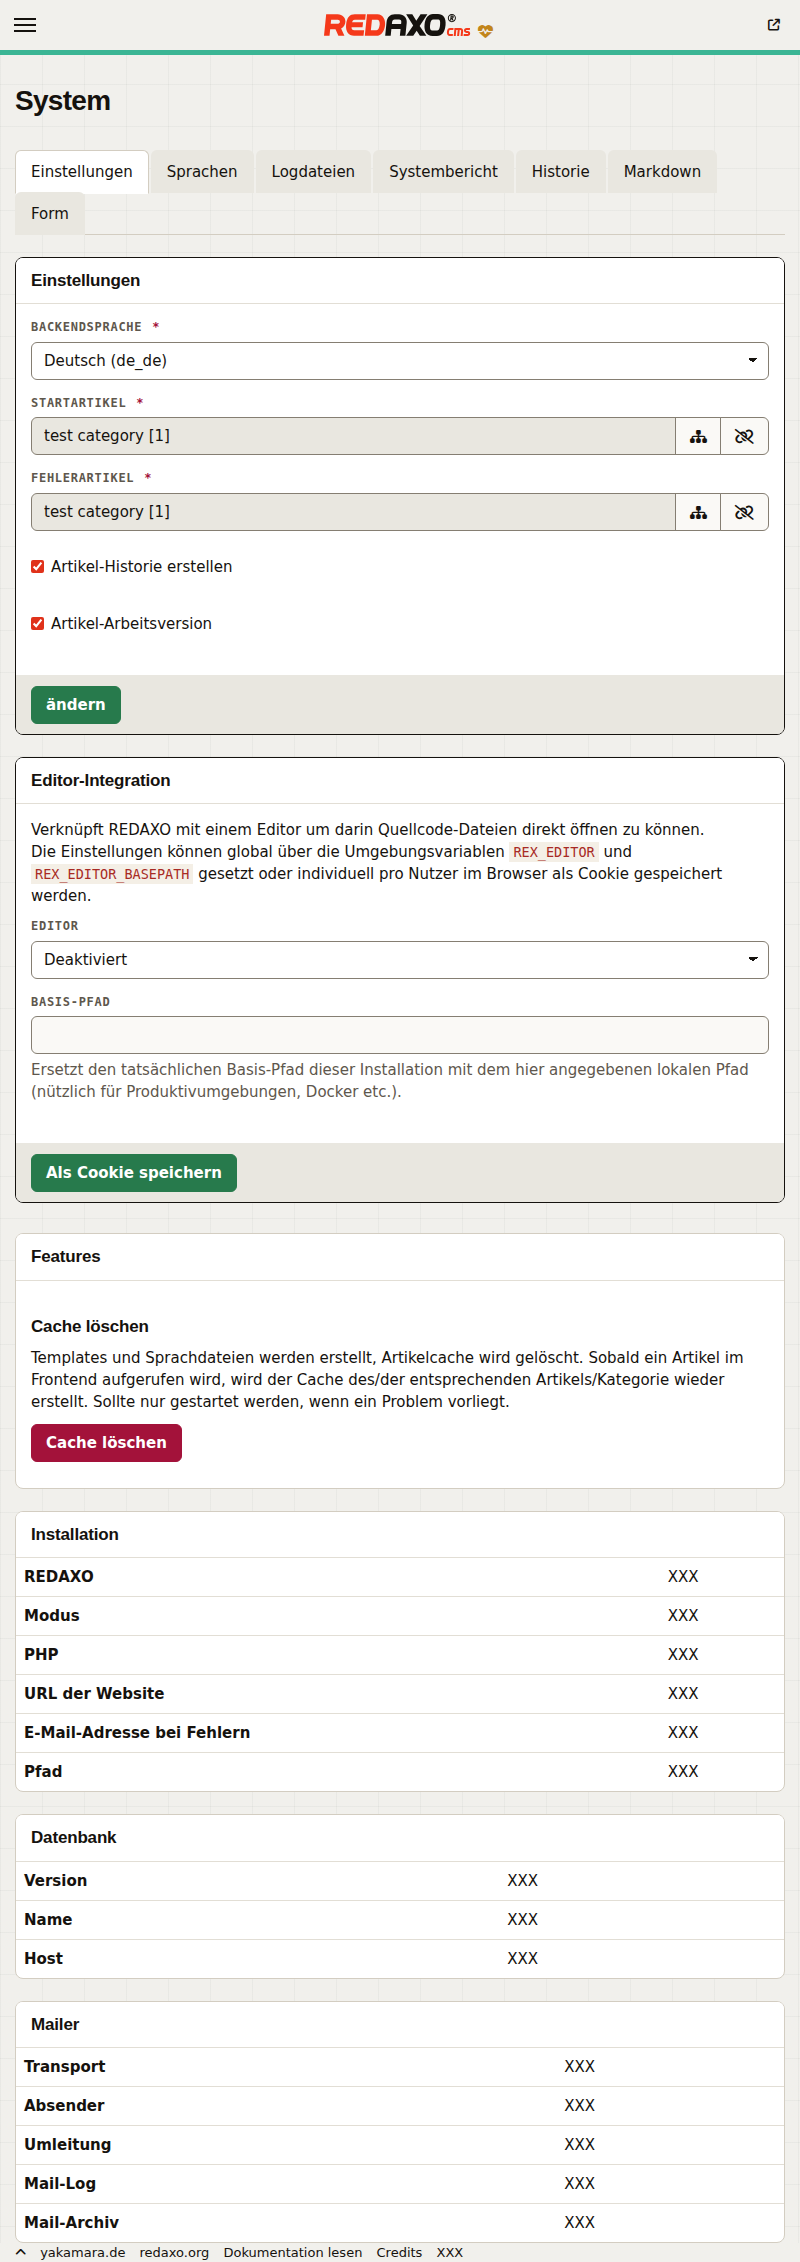 REDAXO® cms
System
Einstellungen Sprachen Logdateien Systembericht Historie Markdown
Form
Einstellungen
BACKENDSPRACHE *
Deutsch (de_de)
STARTARTIKEL *
test category [1]
FEHLERARTIKEL *
test category [1]
Artikel-Historie erstellen
Artikel-Arbeitsversion
ändern
Editor-Integration
Verknüpft REDAXO mit einem Editor um darin Quellcode-Dateien direkt öffnen zu können.
Die Einstellungen können global über die Umgebungsvariablen REX_EDITOR und
REX_EDITOR_BASEPATH gesetzt oder individuell pro Nutzer im Browser als Cookie gespeichert
werden.
EDITOR
Deaktiviert
BASIS-PFAD
Ersetzt den tatsächlichen Basis-Pfad dieser Installation mit dem hier angegebenen lokalen Pfad
(nützlich für Produktivumgebungen, Docker etc.).
Als Cookie speichern
Features
Cache löschen
Templates und Sprachdateien werden erstellt, Artikelcache wird gelöscht. Sobald ein Artikel im
Frontend aufgerufen wird, wird der Cache des/der entsprechenden Artikels/Kategorie wieder
erstellt. Sollte nur gestartet werden, wenn ein Problem vorliegt.
Cache löschen
Installation
REDAXO XXX
Modus XXX
PHP XXX
URL der Website XXX
E-Mail-Adresse bei Fehlern XXX
Pfad XXX
Datenbank
Version XXX
Name XXX
Host XXX
Mailer
Transport XXX
Absender XXX
Umleitung XXX
Mail-Log XXX
Mail-Archiv XXX
yakamara.de redaxo.org Dokumentation lesen Credits XXX